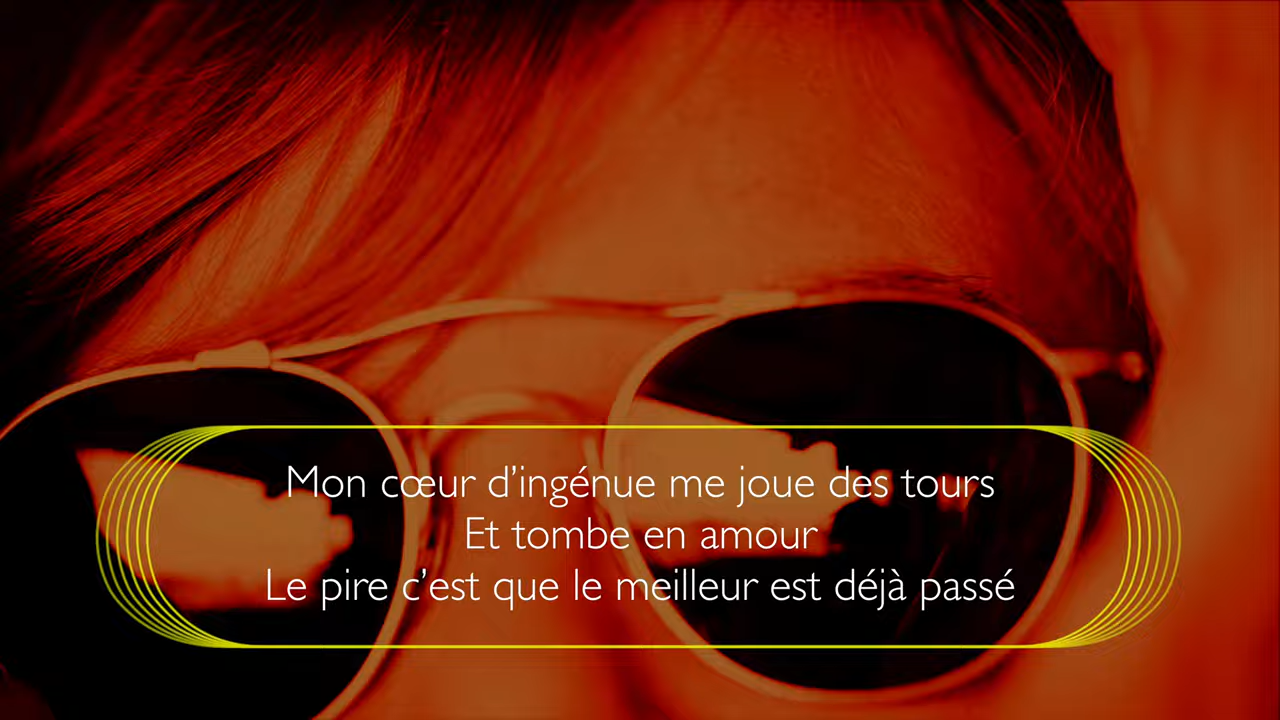 Mon cœur d’ingénue me joue des tours
Et tombe en amour
Le pire c’est que le meilleur est déjà passé